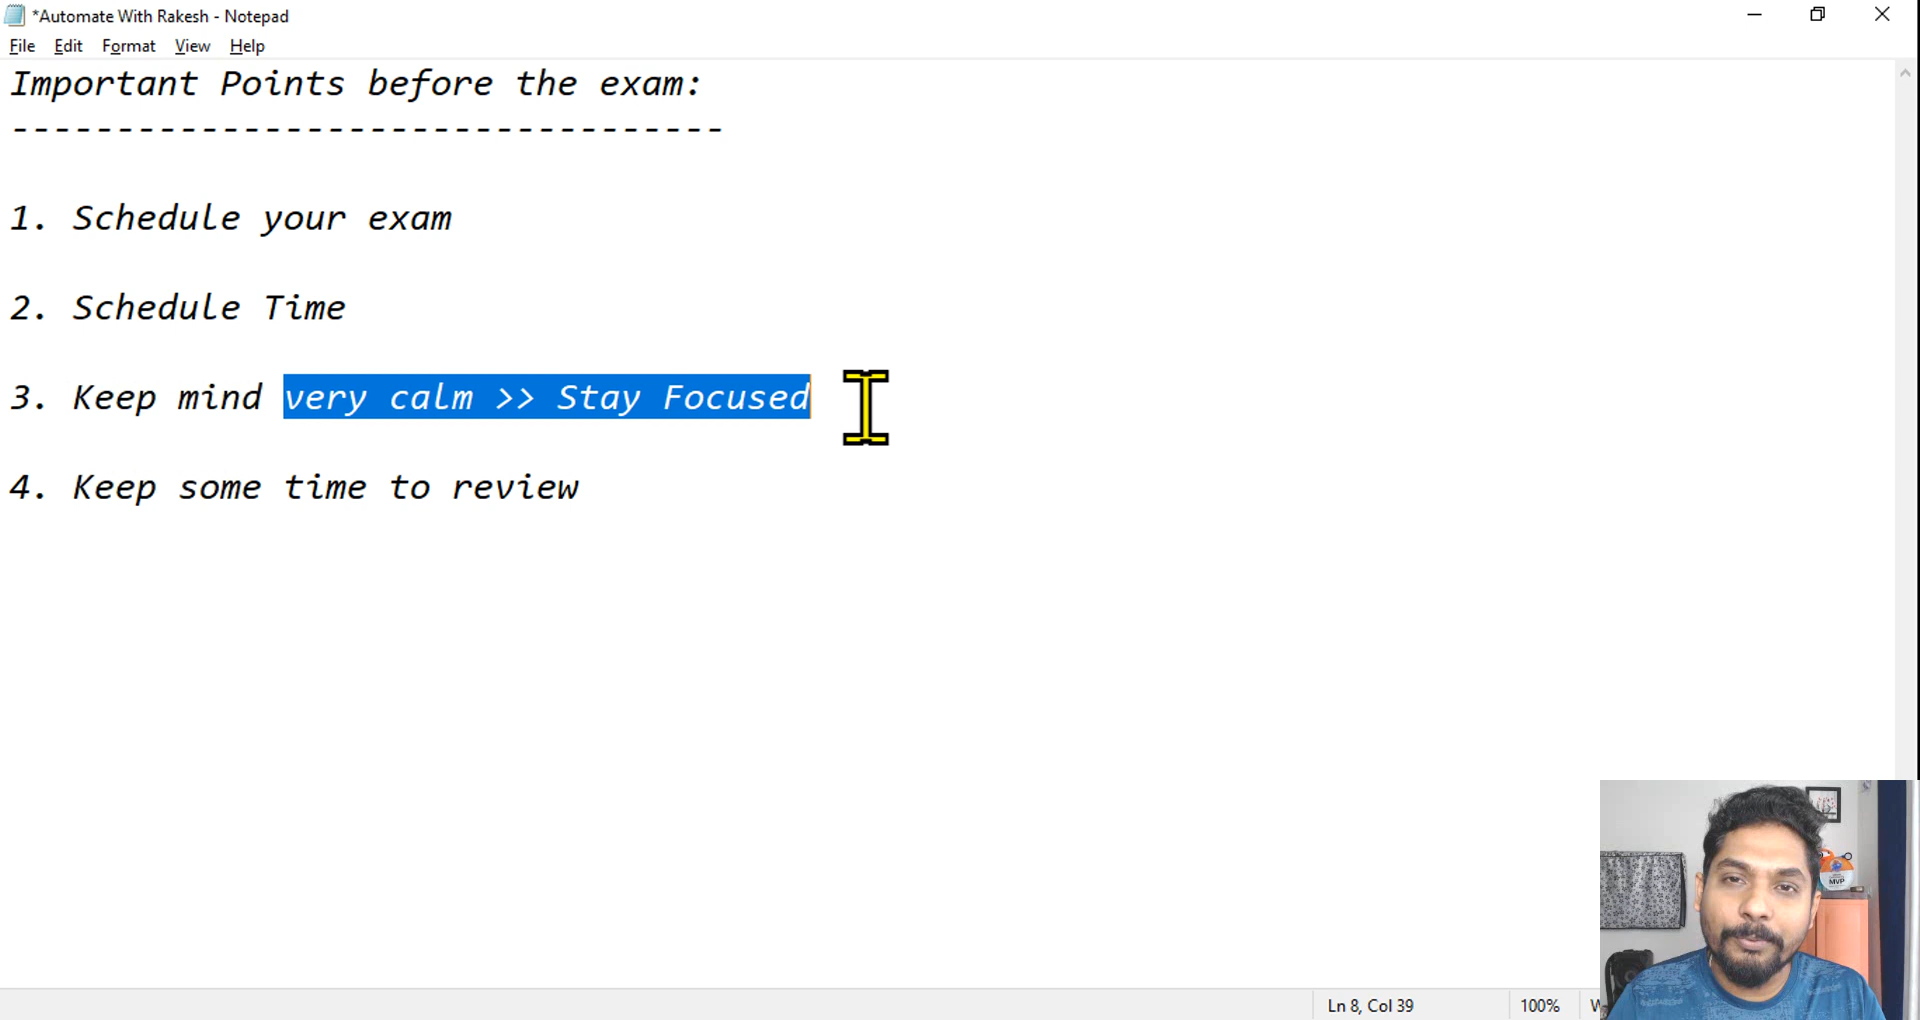 *Automate With Rakesh - Notepad
File Edit Format View Help
Important Points before the exam:
----------------------------------
1. Schedule your exam
2. Schedule Time
3. Keep mind very calm >> Stay Focused
4. Keep some time to review
MVP
Ln 8, Col 39 100%